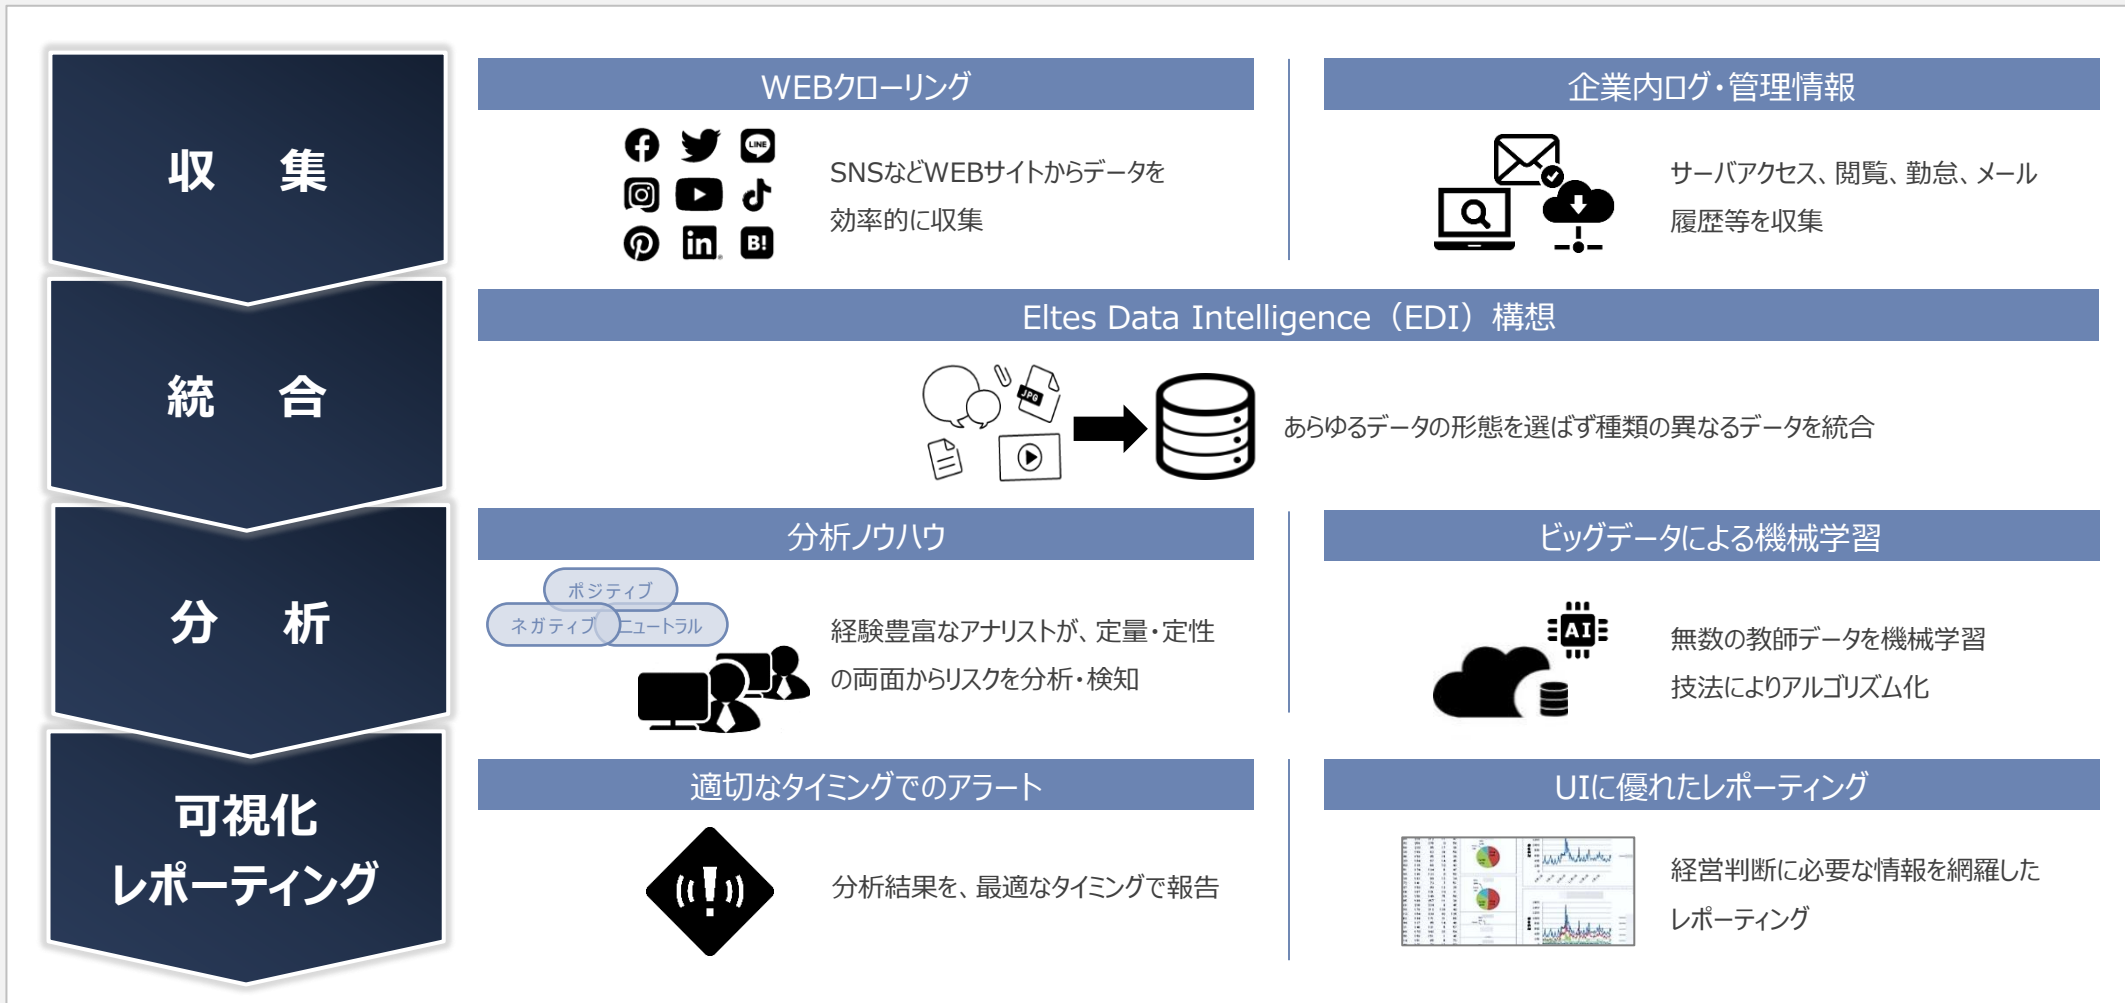 収　集
WEBクローリング
LINE
B!
SNSなどWEBサイトからデータを
効率的に収集
企業内ログ・管理情報
サーバアクセス、閲覧、勤怠、メール
履歴等を収集
統　合
Eltes Data Intelligence（EDI）構想
JPG
あらゆるデータの形態を選ばず種類の異なるデータを統合
分　析
分析ノウハウ
ポジティブ
ネガティブ
ニュートラル
経験豊富なアナリストが、定量・定性
の両面からリスクを分析・検知
ビッグデータによる機械学習
AI
無数の教師データを機械学習
技法によりアルゴリズム化
可視化
レポーティング
適切なタイミングでのアラート
分析結果を、最適なタイミングで報告
UIに優れたレポーティング
経営判断に必要な情報を網羅した
レポーティング